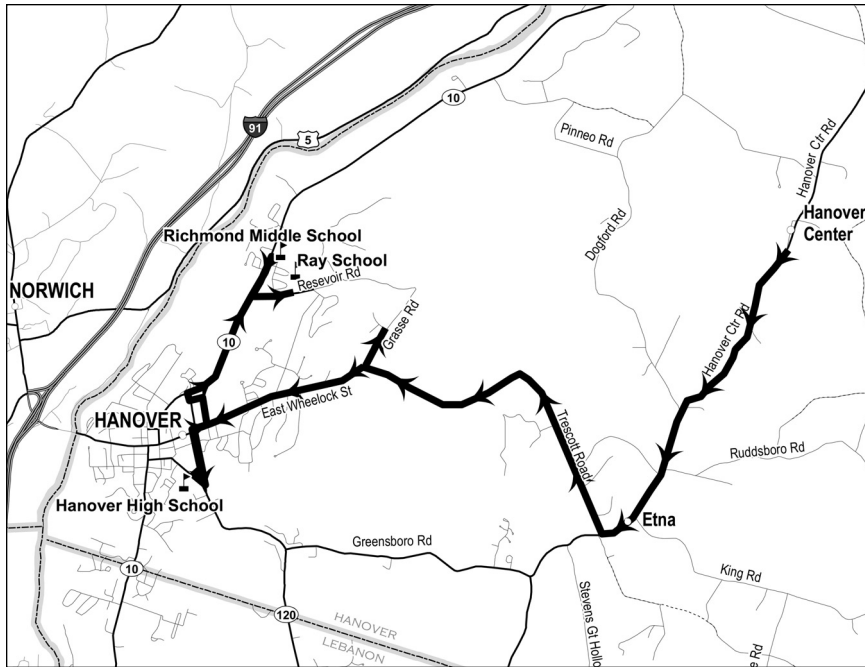 10
91
5
Pinneo Rd
Hanover Ctr Rd
Hanover
Center
Dogford Rd
Richmond Middle School
Ray School
Resevoir Rd
NORWICH
Grasse Rd
Hanover Ctr Rd
10
East Wheelock St
HANOVER
Trescott Road
Ruddsboro Rd
Hanover High School
Etna
Greensboro Rd
10
King Rd
Stevens Gt Hollo
120
HANOVER
LEBANON
e Rd